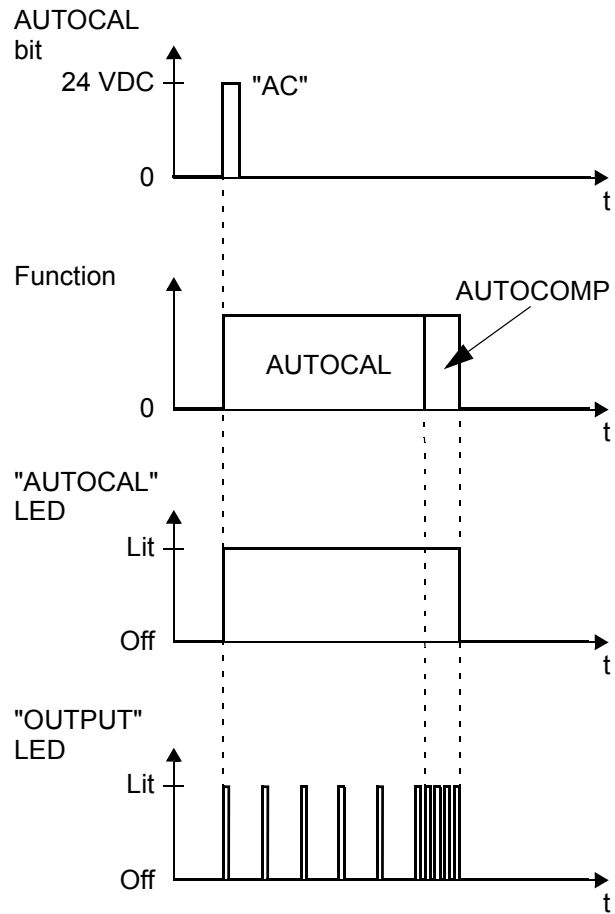 AUTOCAL
bit
24 VDC
"AC"
0
t
Function
AUTOCOMP
AUTOCAL
0
t
"AUTOCAL"
LED
Lit
Off
t
"OUTPUT"
LED
Lit
Off
t